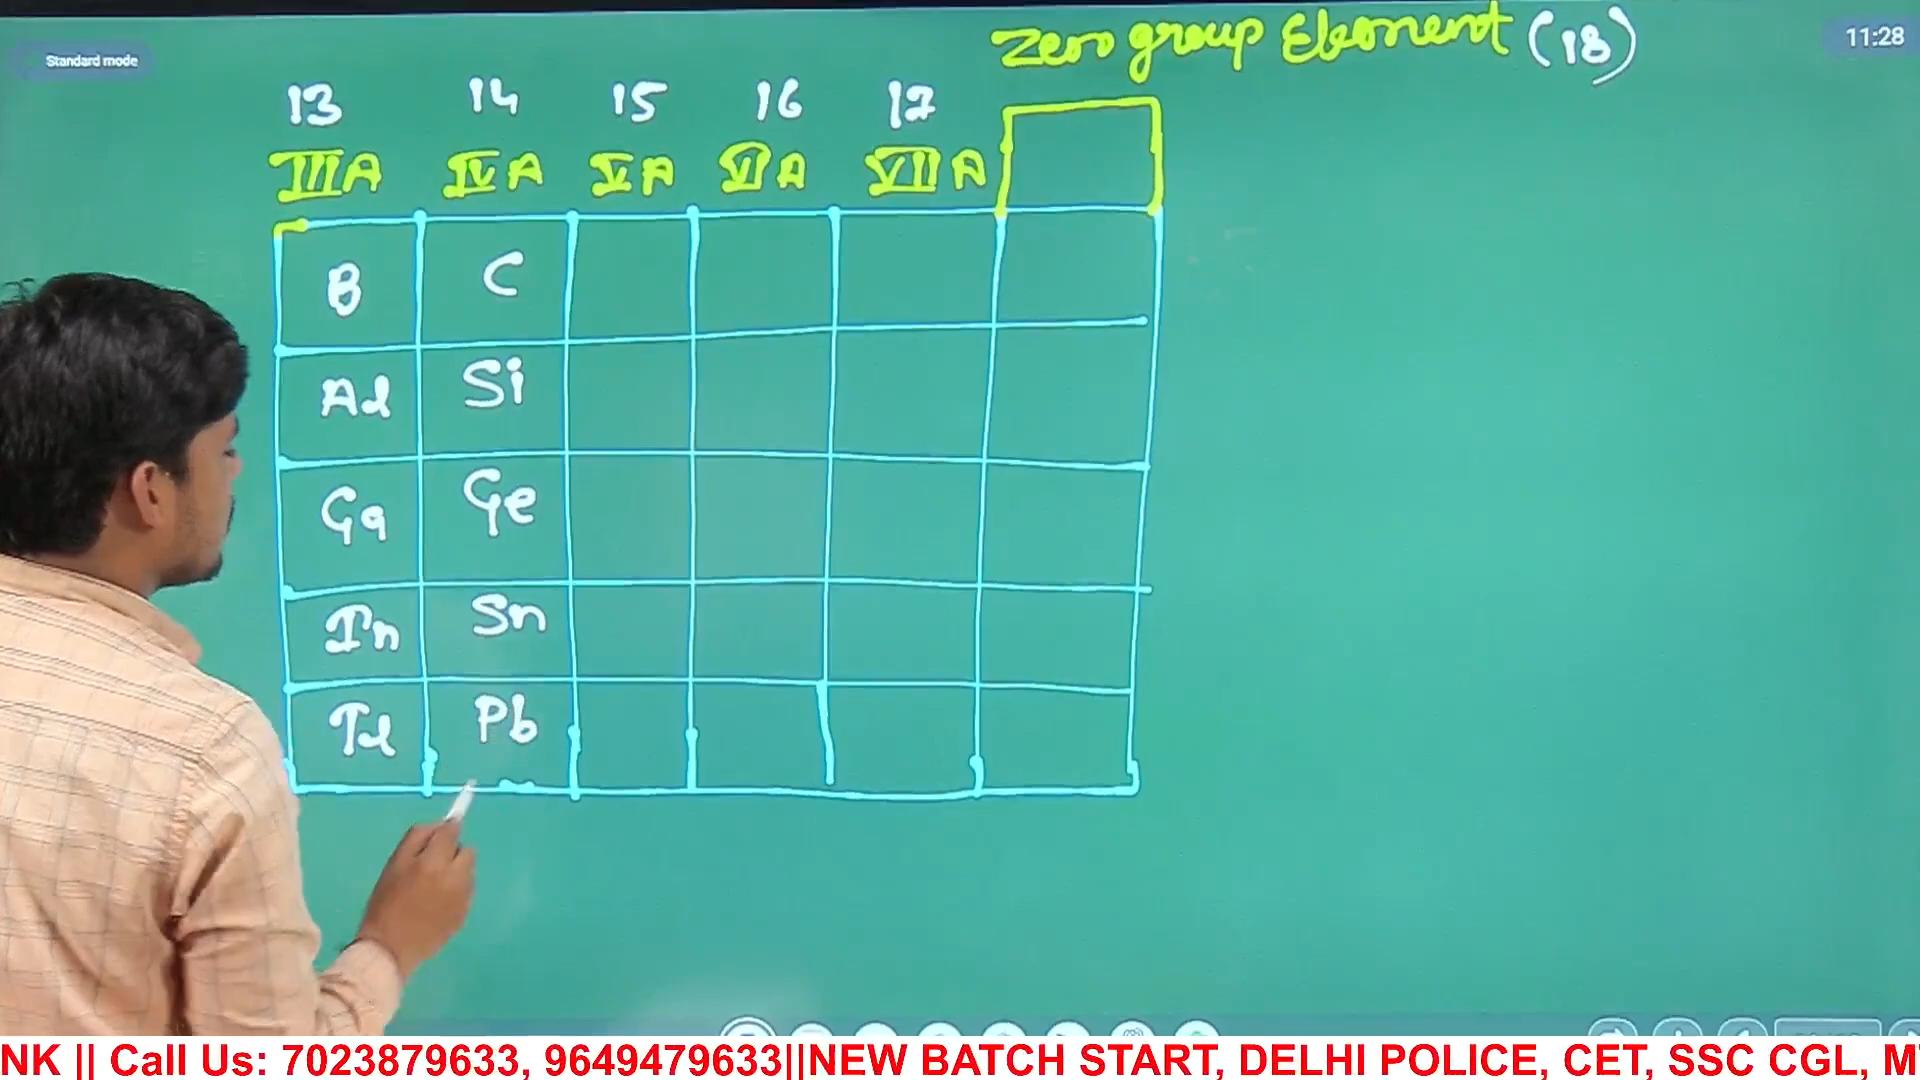 Zero group Element (18)
11:28
Standard mode
13 14 15 16 17
IIIA IVA VA VIA VIIA
B C
Al Si
Ga Ge
In Sn
Tl Pb
NK || Call Us: 7023879633, 9649479633||NEW BATCH START, DELHI POLICE, CET, SSC CGL, MT